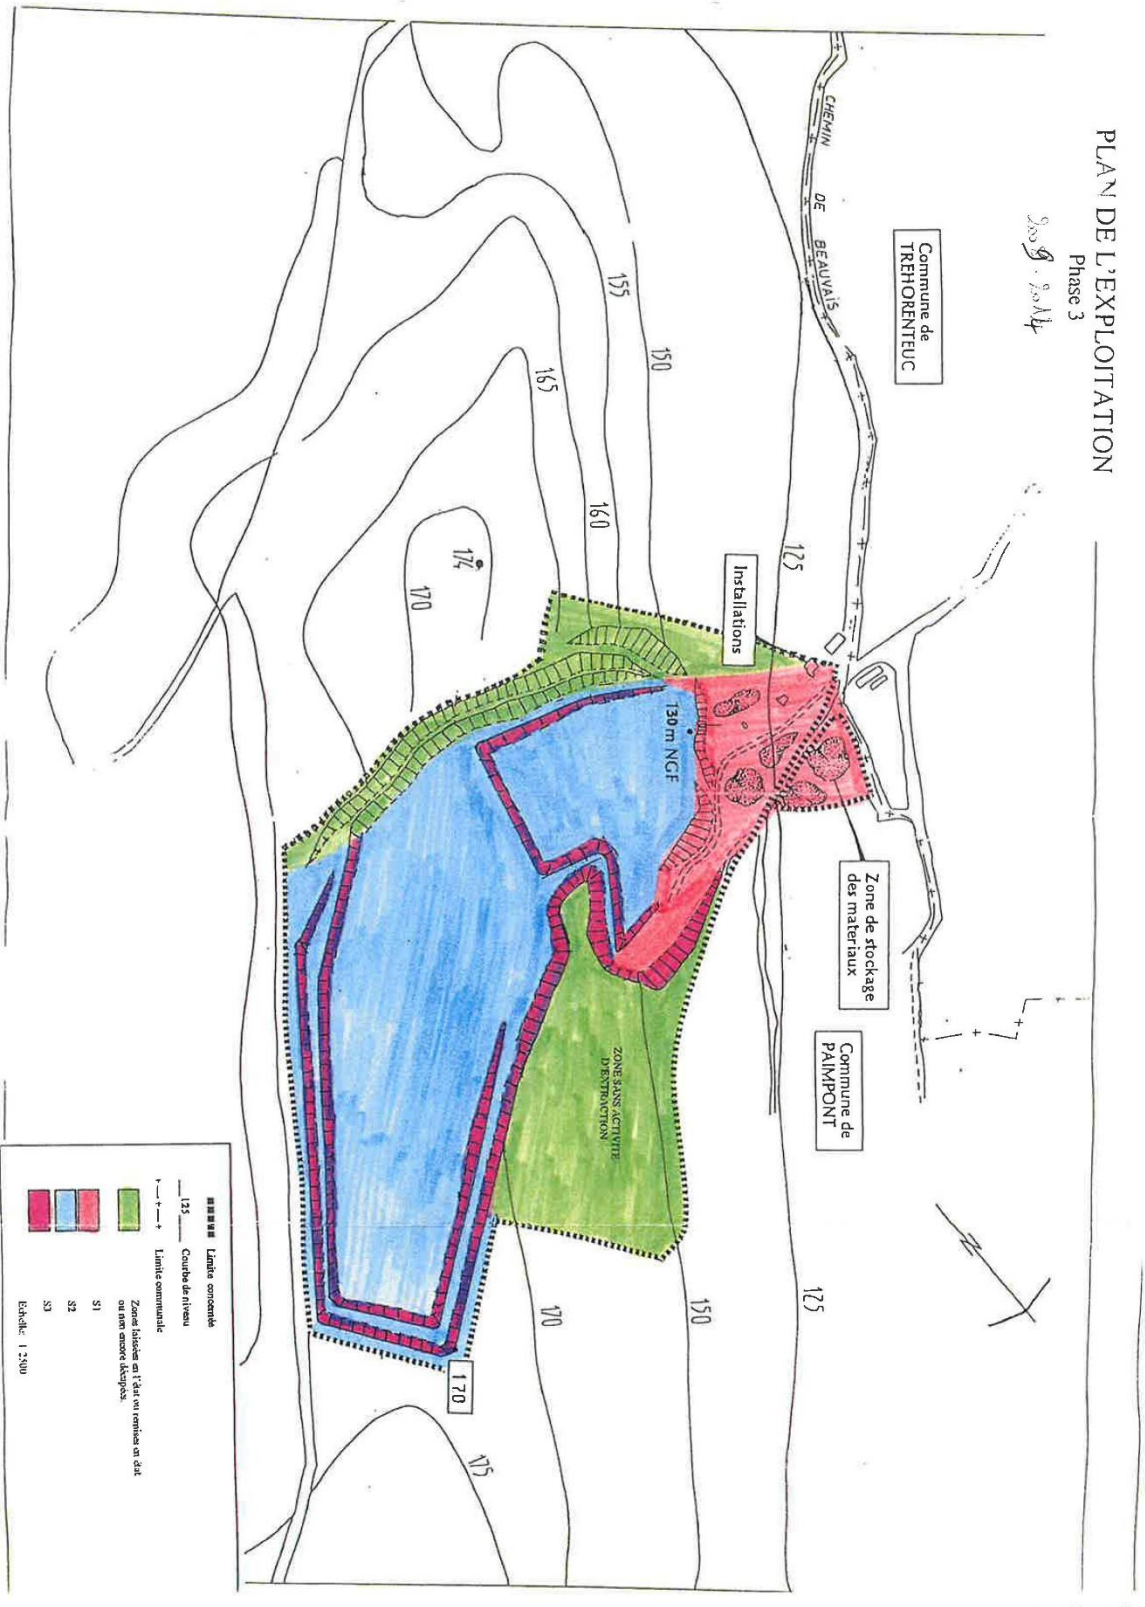 PLAN DE L'EXPLOITATION
Phase 3
Commune de
TREHORENTEUC
CHEMIN DE BEAUVAIS
125
Installations
150
155
160
165
174
170
130 m NGF
Zone de stockage
des materiaux
Commune de
PAIMPONT
ZONE SANS ACTIVITE
D'EXTRACTION
N
125
150
170
170
175
Limite concernée
125 Courbe de niveau
Limite communale
Zones laissées en l'état ou remises en état
ou non encore décapées.
S1
S2
S3
Echelle: 1 2500